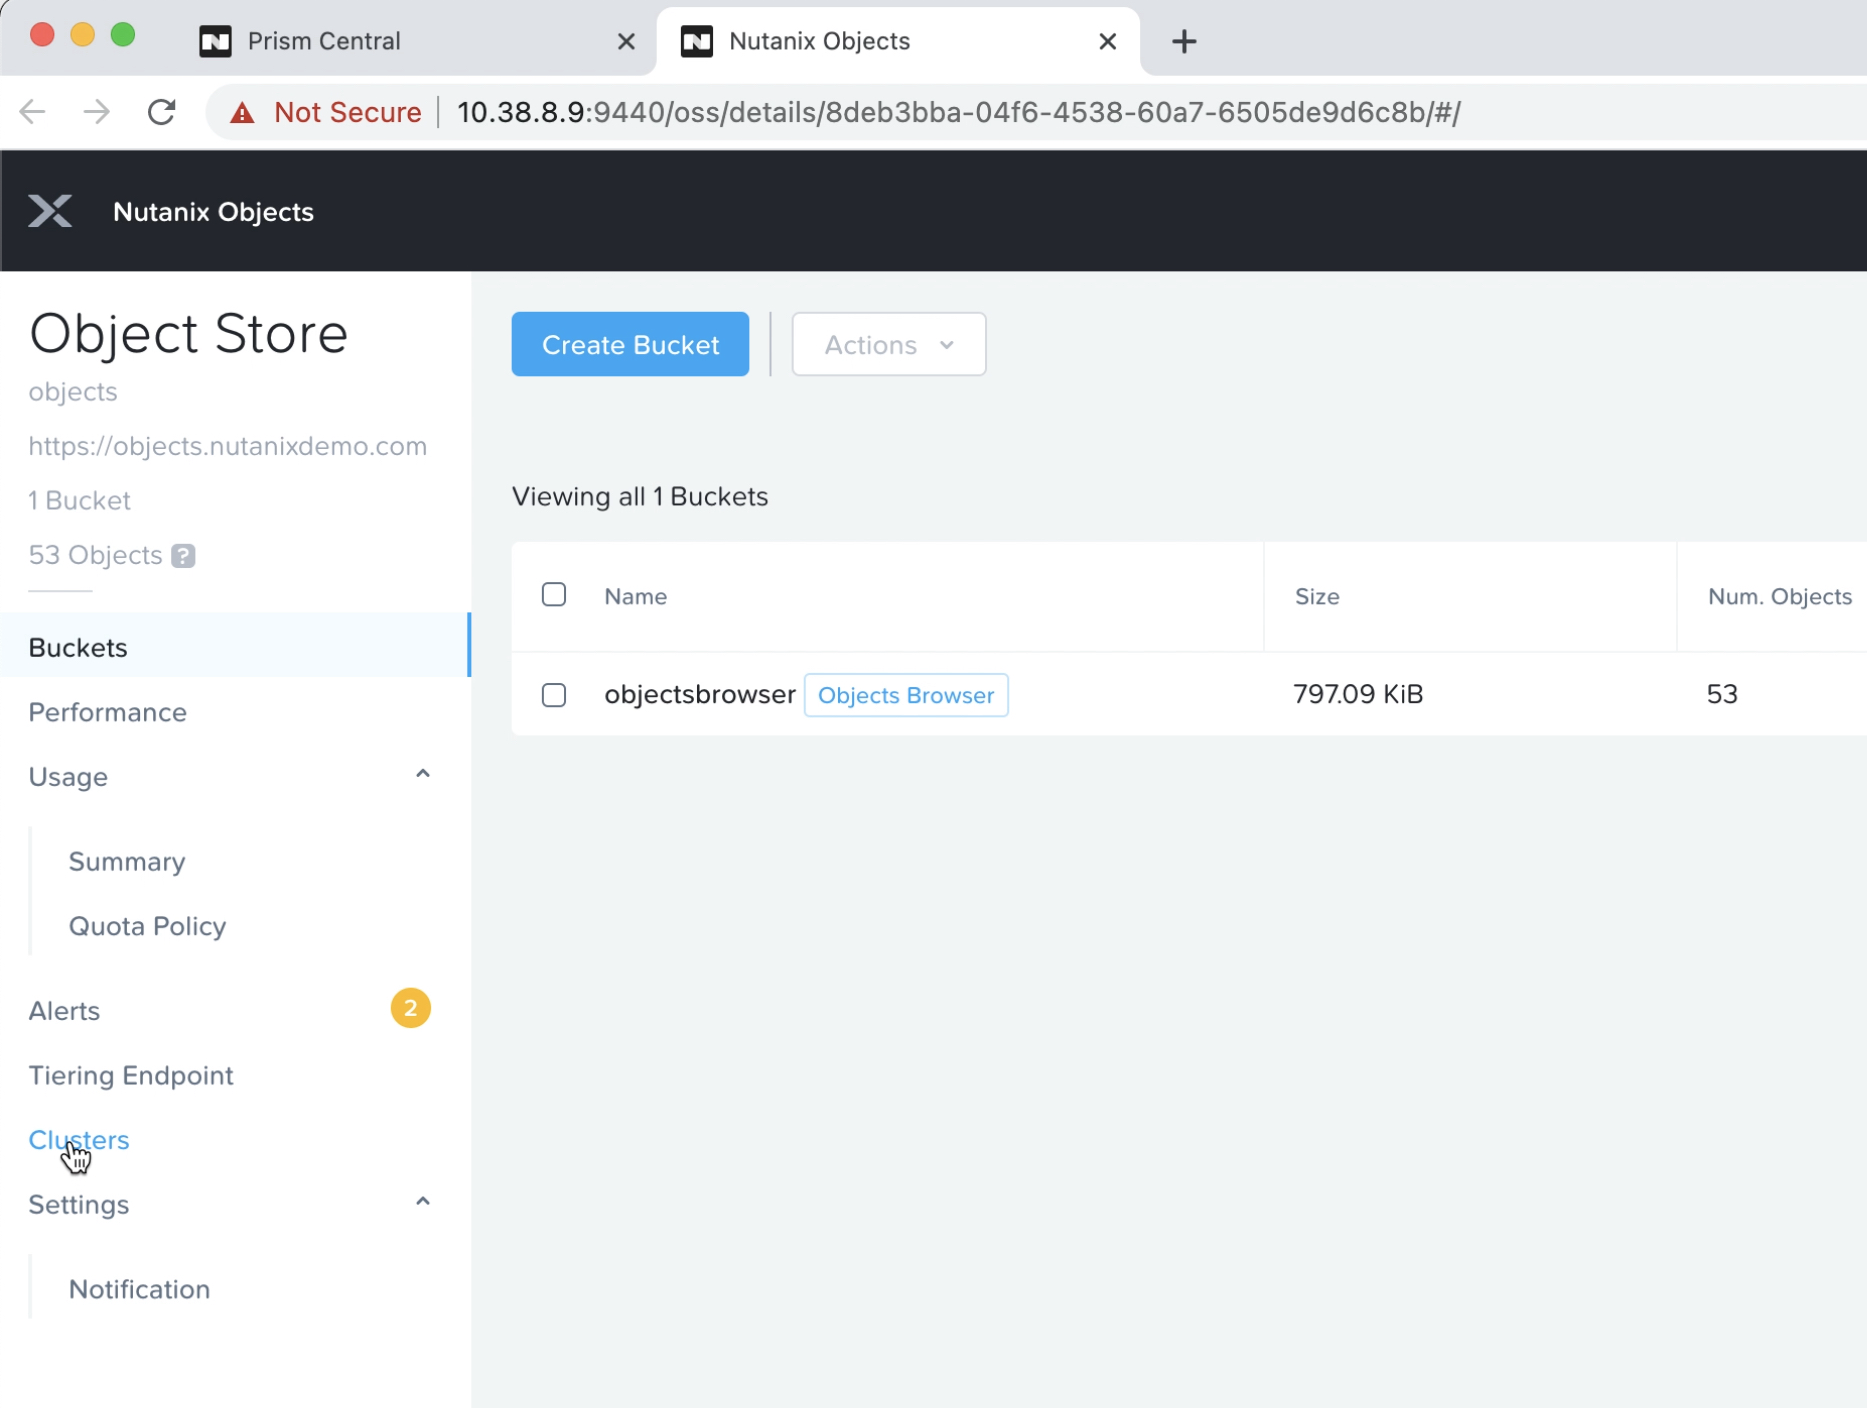 Prism Central
Nutanix Objects
Not Secure
10.38.8.9:9440/oss/details/8deb3bba-04f6-4538-60a7-6505de9d6c8b/#/
Nutanix Objects
Object Store
objects
https://objects.nutanixdemo.com
1 Bucket
53 Objects ?
Buckets
Performance
Usage
Summary
Quota Policy
Alerts 2
Tiering Endpoint
Clusters
Settings
Notification
Create Bucket
Actions
Viewing all 1 Buckets
Name Size Num. Objects
objectsbrowser Objects Browser 797.09 KiB 53